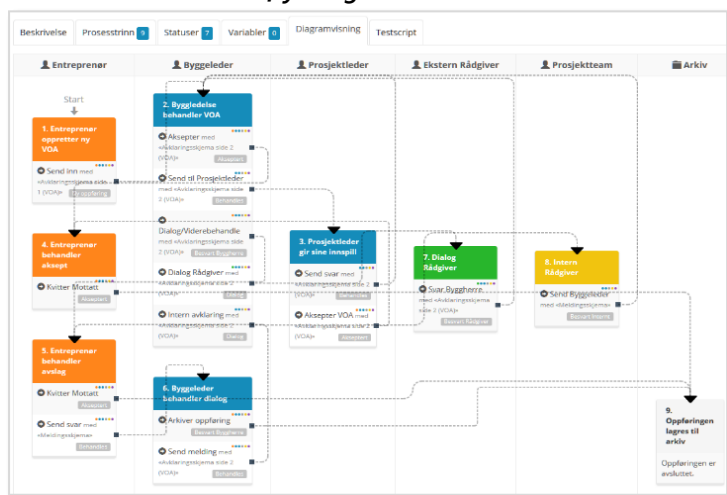 Beskrivelse
Prosesstrinn 9
Statuser 7
Variabler 0
Diagramvisning
Testscript
Entreprenør
Byggeleder
Prosjektleder
Ekstern Rådgiver
Prosjektteam
Arkiv
Start
1. Entreprenør
oppretter ny
VOA
Send inn med
«Avklaringsskjema side
1 (VOA)»
2. Byggledelse
behandler VOA
Aksepter med
«Avklaringsskjema side 2
(VOA)» Akseptert
Send til Prosjektleder
med «Avklaringsskjema side
2 (VOA)» Behandles
Dialog/Viderebehandle
med «Avklaringsskjema side
2 (VOA)» Besvart Byggherre
Dialog Rådgiver med
«Avklaringsskjema side 2
(VOA)» Dialog
Intern avklaring med
«Avklaringsskjema side 2
(VOA)» Dialog
3. Prosjektleder
gir sine innspill
Send svar med
«Avklaringsskjema side 2
(VOA)» Behandles
Aksepter VOA med
«Avklaringsskjema side 2
(VOA)» Akseptert
4. Entreprenør
behandler
aksept
Kvitter Mottatt
Akseptert
5. Entreprenør
behandler
avslag
Kvitter Mottatt
Akseptert
Send svar med
«Meldingsskjema»
Behandles
6. Byggeleder
behandler dialog
Arkiver oppføring
Besvart Byggherre
Send melding med
«Avklaringsskjema side 2
(VOA)» Behandles
7. Dialog
Rådgiver
Svar Byggherre
med «Avklaringsskjema
side 2 (VOA)»
Besvart Rådgiver
8. Intern
Rådgiver
Send Byggeleder
med «Meldingsskjema»
Besvart Internt
9.
Oppføringen
lagres til
arkiv
Oppføringen er
avsluttet.